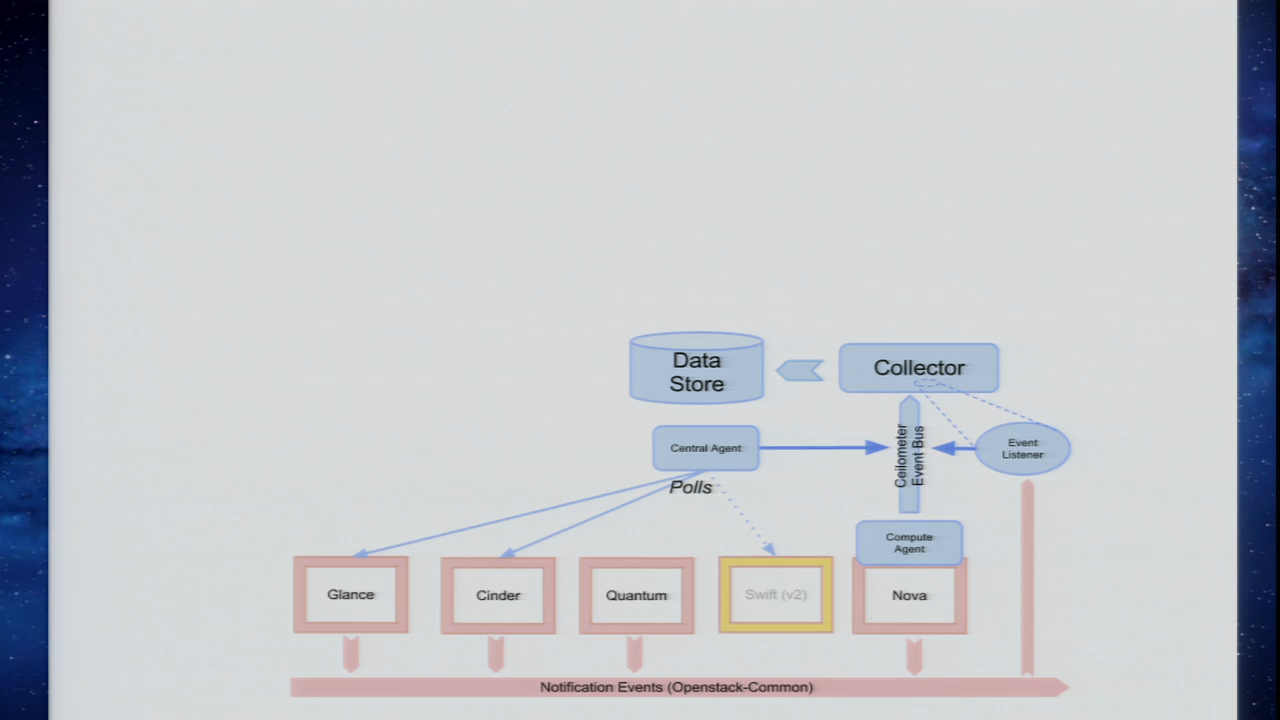 Data
Store
Collector
Central Agent
Ceilometer
Event Bus
Event
Listener
Polls
Compute
Agent
Glance
Cinder
Quantum
Swift (v2)
Nova
Notification Events (Openstack-Common)